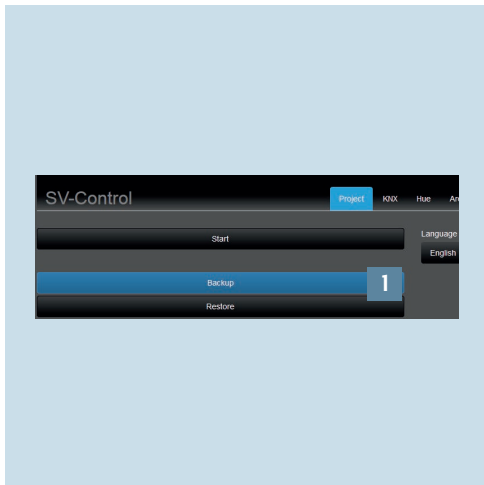 SV-Control
Project KNX Hue
Start
Language
English
Backup
1
Restore